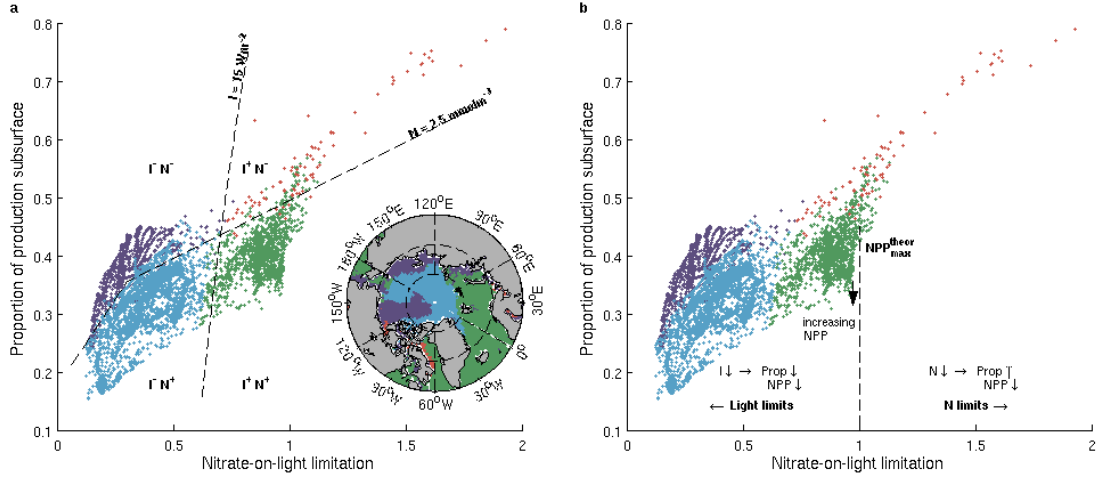 a
Proportion of production subsurface
0.8
0.7
0.6
0.5
0.4
0.3
0.2
0.1
0
0.5
1
1.5
2
Nitrate-on-light limitation
I = 15 W m⁻²
N = 2.5 mmol m⁻³
I⁻ N⁻
I⁺ N⁻
I⁻ N⁺
I⁺ N⁺
120°E
150°E
90°E
180°W
60°E
150°W
30°E
120°W
0°
90°W
30°W
60°W
b
Proportion of production subsurface
0.8
0.7
0.6
0.5
0.4
0.3
0.2
0.1
0
0.5
1
1.5
2
Nitrate-on-light limitation
NPP theor max
increasing
NPP
I↓ → Prop ↓
NPP ↓
← Light limits
N↓ → Prop ↑
NPP ↓
N limits →